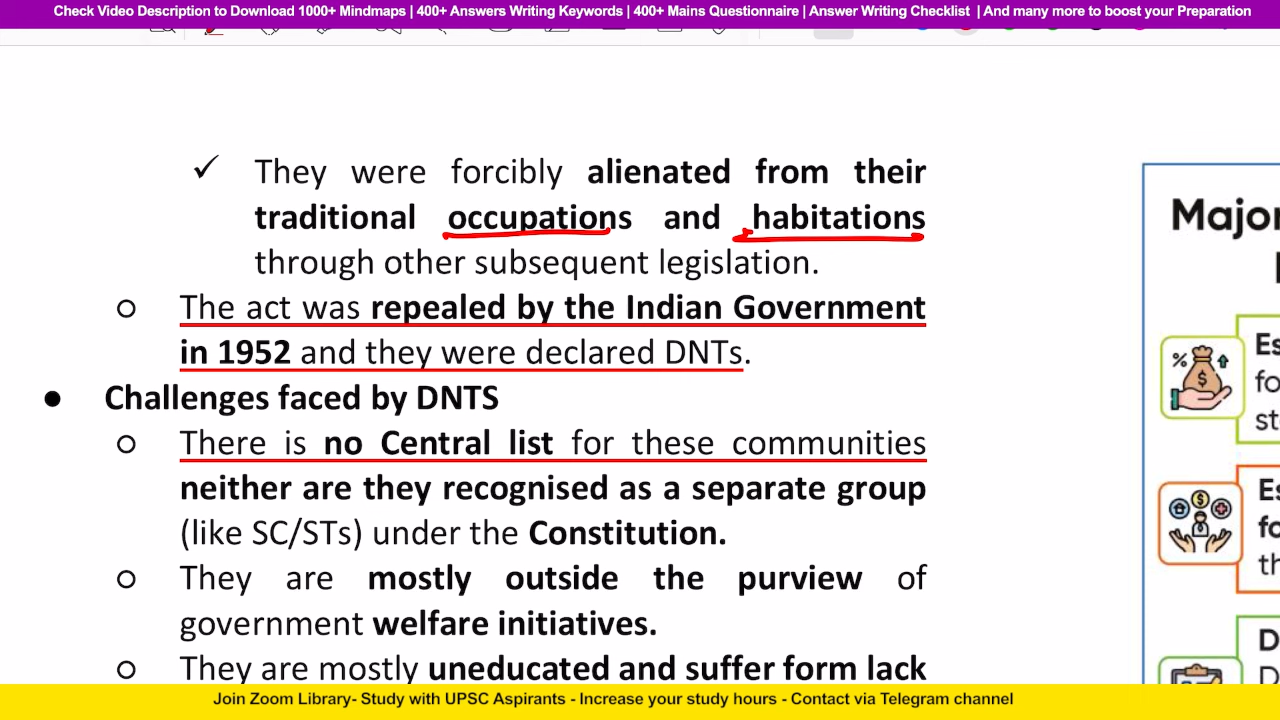 Check Video Description to Download 1000+ Mindmaps | 400+ Answers Writing Keywords | 400+ Mains Questionnaire | Answer Writing Checklist | And many more to boost your Preparation
They were forcibly alienated from their
traditional occupations and habitations
through other subsequent legislation.
The act was repealed by the Indian Government
in 1952 and they were declared DNTs.
Challenges faced by DNTS
There is no Central list for these communities
neither are they recognised as a separate group
(like SC/STs) under the Constitution.
They are mostly outside the purview of
government welfare initiatives.
They are mostly uneducated and suffer form lack
Major
Es
fo
st
Es
fo
th
D
Join Zoom Library- Study with UPSC Aspirants - Increase your study hours - Contact via Telegram channel